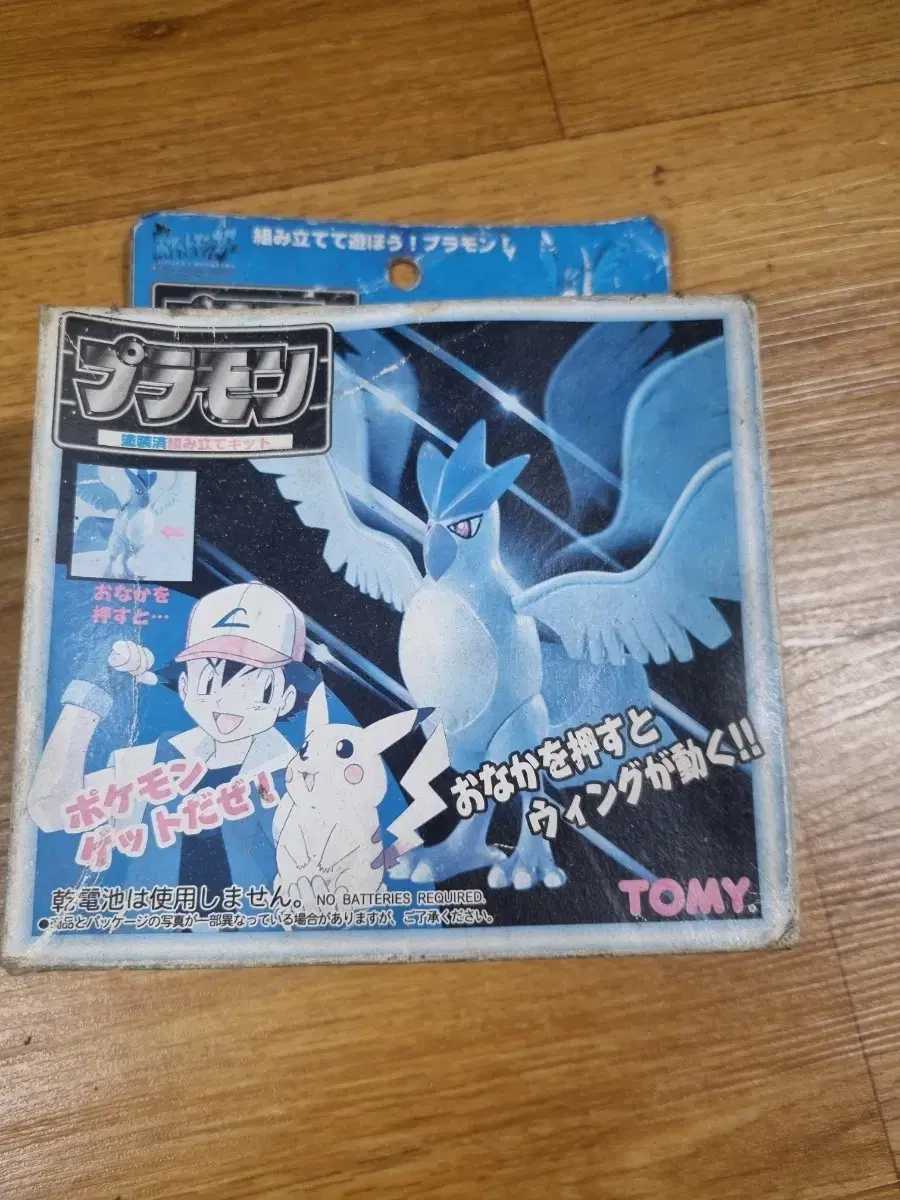 組み立てて遊ぼう!プラモン!
プラモン
塗装済組み立てキット
おなかを
押すと…
ポケモン
ゲットだぜ!
おなかを押すと
ウィングが動く!!
TOMY
乾電池は使用しません。NO BATTERIES REQUIRED.
●商品とパッケージの写真が一部異なっている場合がありますが、ご了承ください。